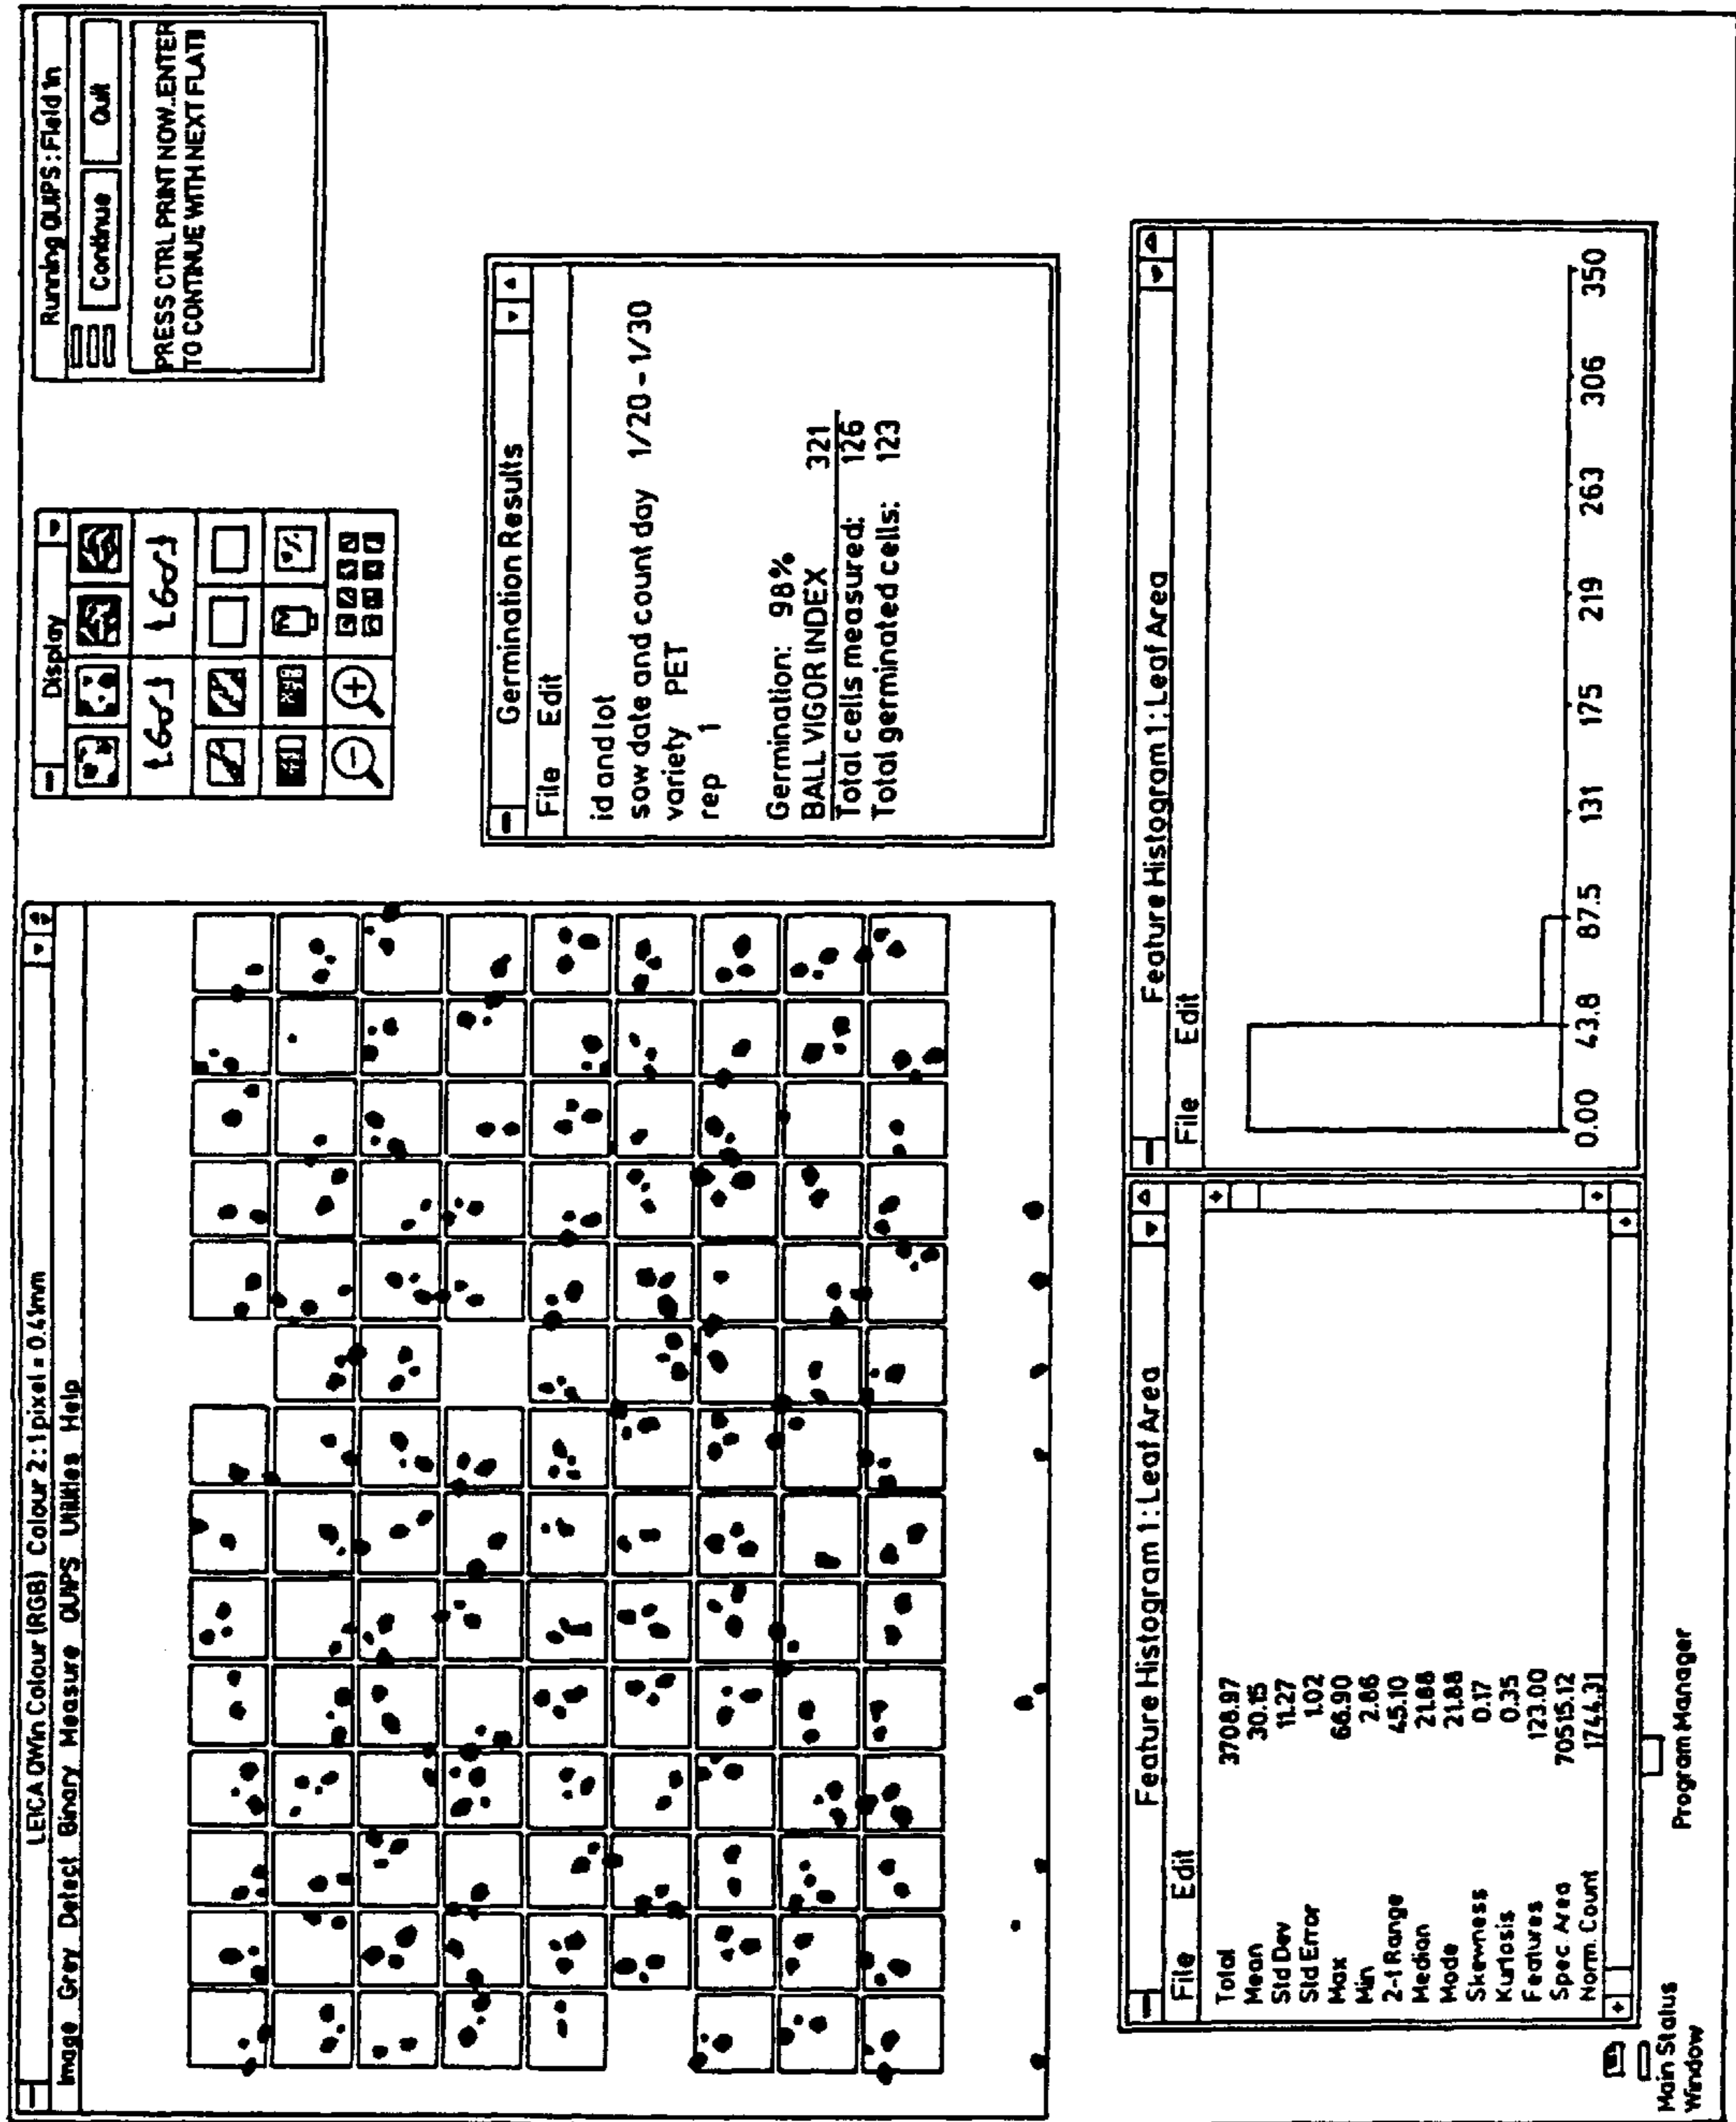 LEICA QWin Colour (RGB) Colour 2: 1 pixel = 0.41mm
Image Grey Detect Binary Measure QUIPS Utilities Help
Display
Running QUIPS: Field 1n
Continue Quit
PRESS CTRL PRINT NOW..ENTER
TO CONTINUE WITH NEXT FLAT!!
Germination Results
File Edit
id and lot
sow date and count day 1/20 - 1/30
variety PET
rep 1
Germination: 98%
BALL VIGOR INDEX 321
Total cells measured: 126
Total germinated cells: 123
Feature Histogram 1: Leaf Area
File Edit
Total 3708.97
Mean 30.15
Std Dev 11.27
Std Error 1.02
Max 66.90
Min 2.86
2-1 Range 45.10
Median 21.88
Mode 21.88
Skewness 0.17
Kurtosis 0.35
Features 123.00
Spec. Area 70515.12
Norm. Count 1744.31
Feature Histogram 1: Leaf Area
File Edit
0.00 43.8 87.5 131 175 219 263 306 350
Main Status
Window
Program Manager